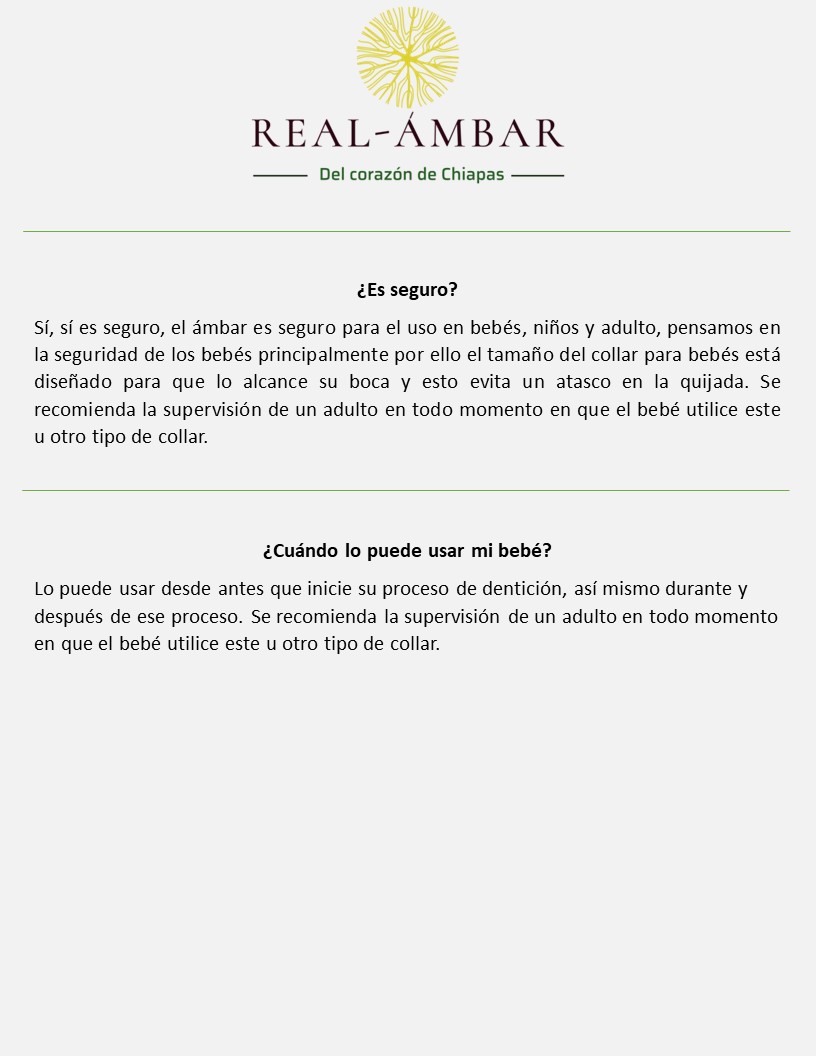 REAL-ÁMBAR
Del corazón de Chiapas
¿Es seguro?
Sí, sí es seguro, el ámbar es seguro para el uso en bebés, niños y adulto, pensamos en
la seguridad de los bebés principalmente por ello el tamaño del collar para bebés está
diseñado para que lo alcance su boca y esto evita un atasco en la quijada. Se
recomienda la supervisión de un adulto en todo momento en que el bebé utilice este
u otro tipo de collar.
¿Cuándo lo puede usar mi bebé?
Lo puede usar desde antes que inicie su proceso de dentición, así mismo durante y
después de ese proceso. Se recomienda la supervisión de un adulto en todo momento
en que el bebé utilice este u otro tipo de collar.